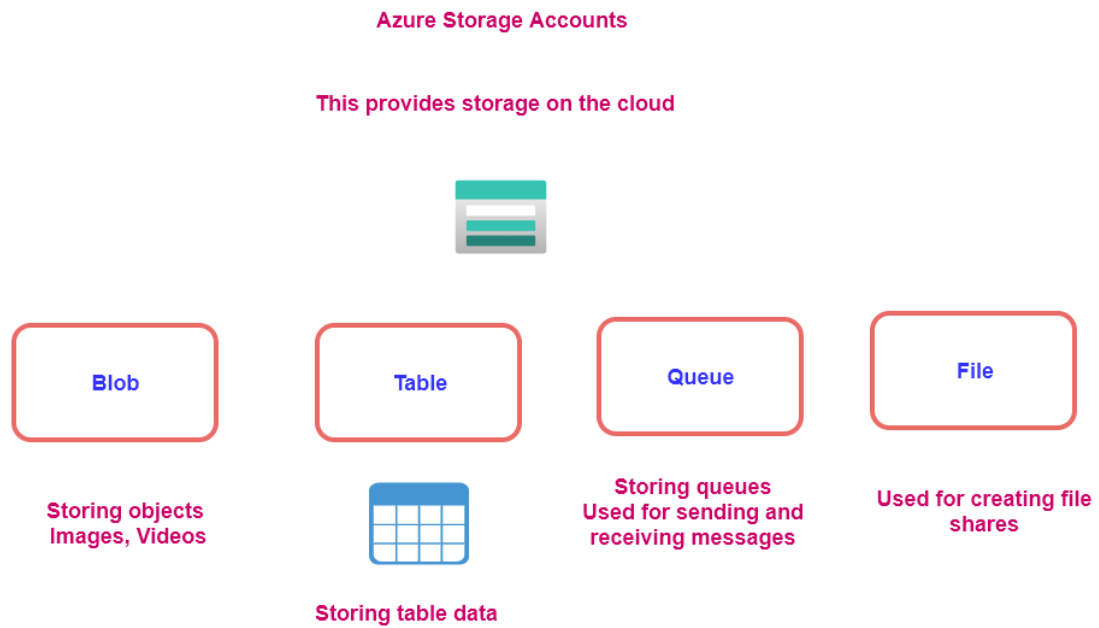 Azure Storage Accounts
This provides storage on the cloud
Blob
Table
Queue
File
Storing objects
Images, Videos
Storing table data
Storing queues
Used for sending and
receiving messages
Used for creating file
shares